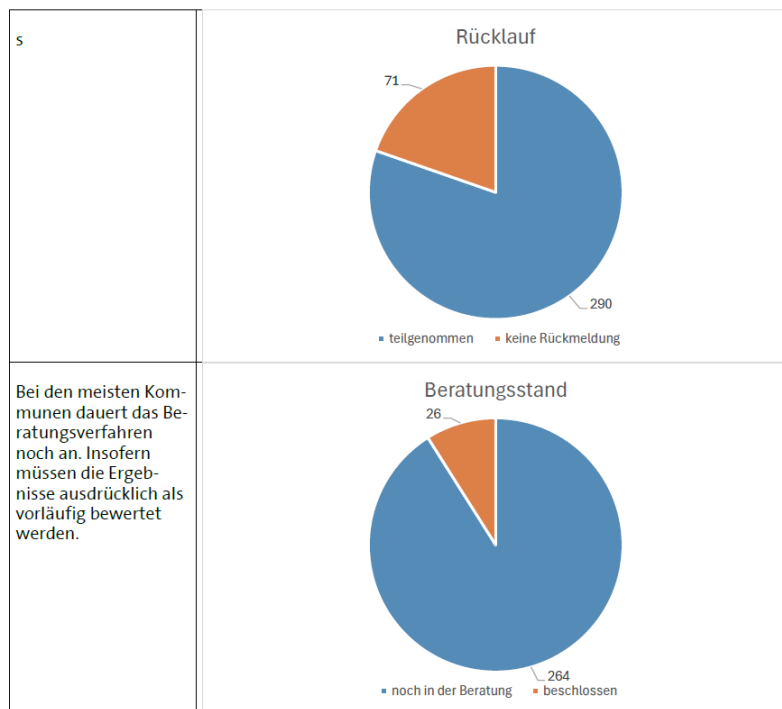 s
Rücklauf
71
290
teilgenommen keine Rückmeldung
Bei den meisten Kom-
munen dauert das Be-
ratungsverfahren
noch an. Insofern
müssen die Ergeb-
nisse ausdrücklich als
vorläufig bewertet
werden.
Beratungsstand
26
264
noch in der Beratung beschlossen